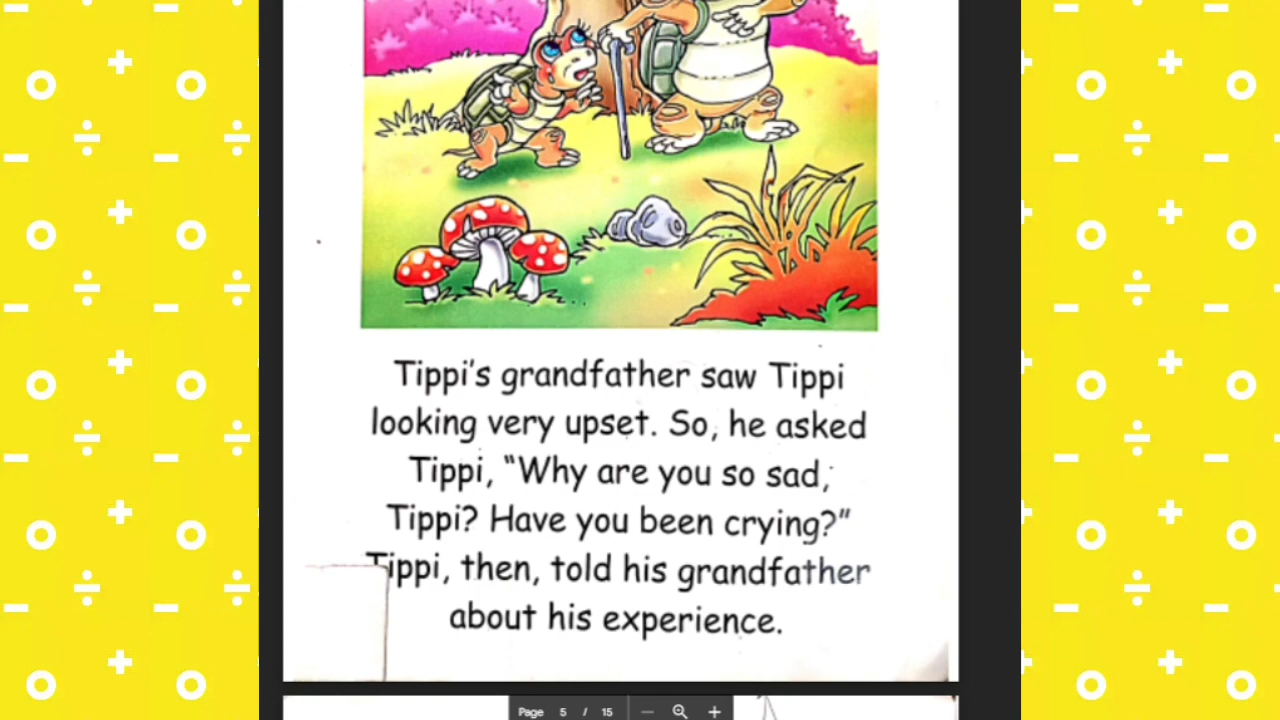 Tippi's grandfather saw Tippi
looking very upset. So, he asked
Tippi, “Why are you so sad,
Tippi? Have you been crying?”
Tippi, then, told his grandfather
about his experience.
Page 5 / 15